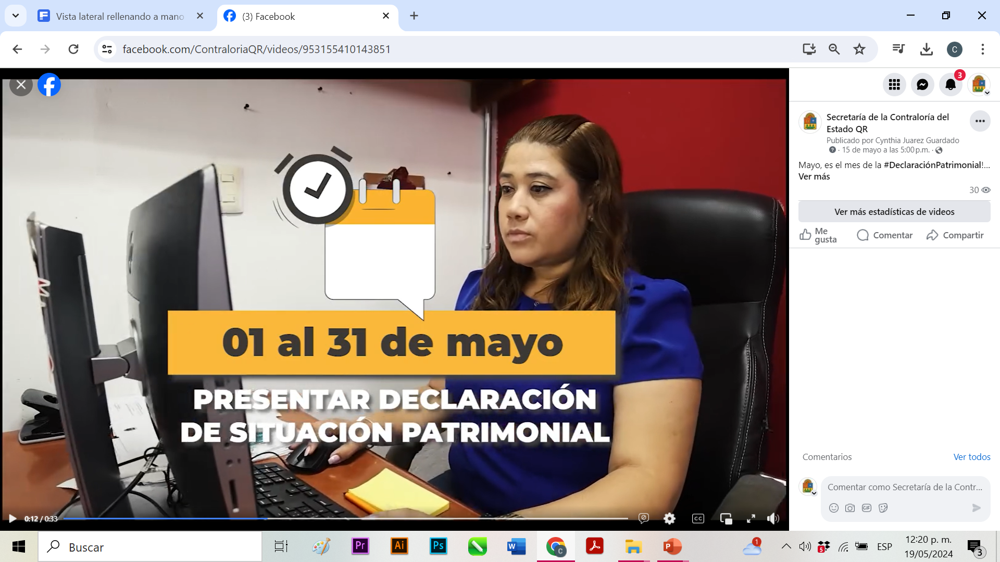 Vista lateral rellenando a mano
(3) Facebook
facebook.com/ContraloriaQR/videos/953155410143851
C
3
Secretaría de la Contraloría del
Estado QR
Publicado por Cynthia Juarez Guardado
· 15 de mayo a las 5:00 p.m. ·
Mayo, es el mes de la #DeclaraciónPatrimonial!...
Ver más
30
Ver más estadísticas de videos
Me gusta
Comentar
Compartir
01 al 31 de mayo
PRESENTAR DECLARACIÓN
DE SITUACIÓN PATRIMONIAL
Comentarios
Ver todos
Comentar como Secretaría de la Contr...
GIF
0:12 / 0:33
CC
Buscar
Pr
Ai
Ps
W
C
P
1
5
ESP
12:20 p. m.
19/05/2024
3